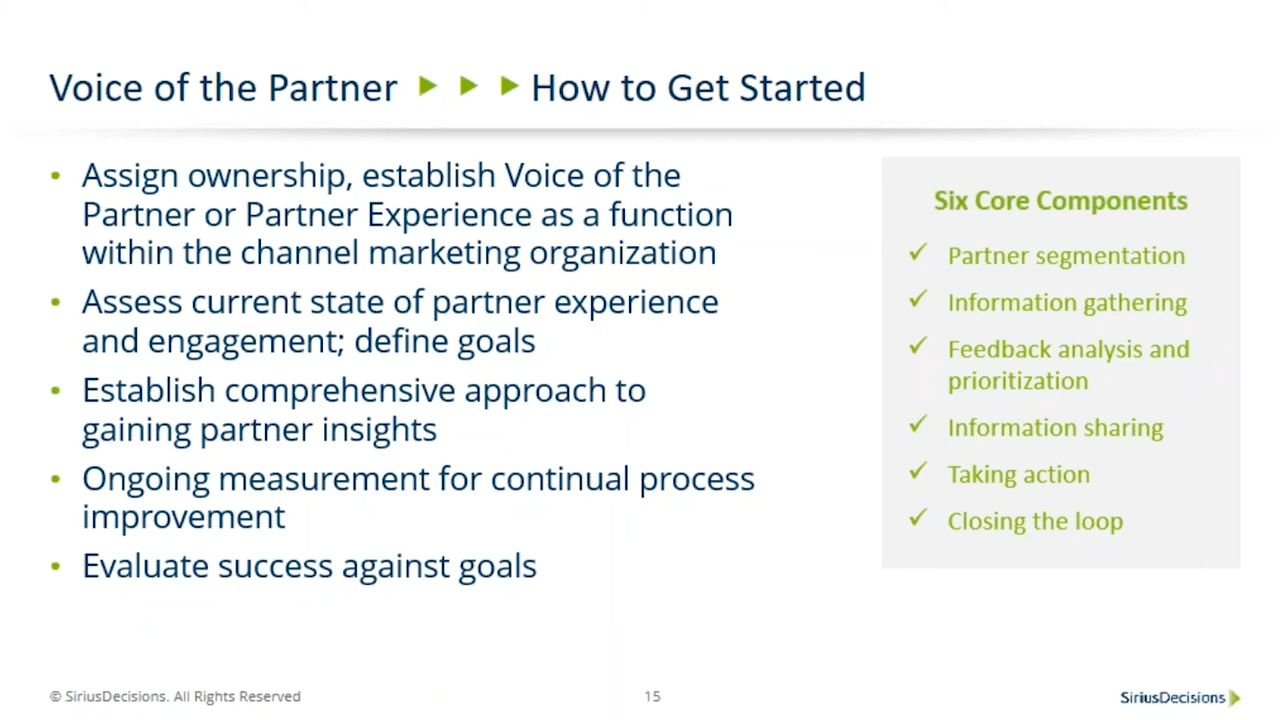 Voice of the Partner ▶ ▶ ▶ How to Get Started
• Assign ownership, establish Voice of the
Partner or Partner Experience as a function
within the channel marketing organization
• Assess current state of partner experience
and engagement; define goals
• Establish comprehensive approach to
gaining partner insights
• Ongoing measurement for continual process
improvement
• Evaluate success against goals
Six Core Components
✓ Partner segmentation
✓ Information gathering
✓ Feedback analysis and
prioritization
✓ Information sharing
✓ Taking action
✓ Closing the loop
© SiriusDecisions. All Rights Reserved
15
SiriusDecisions